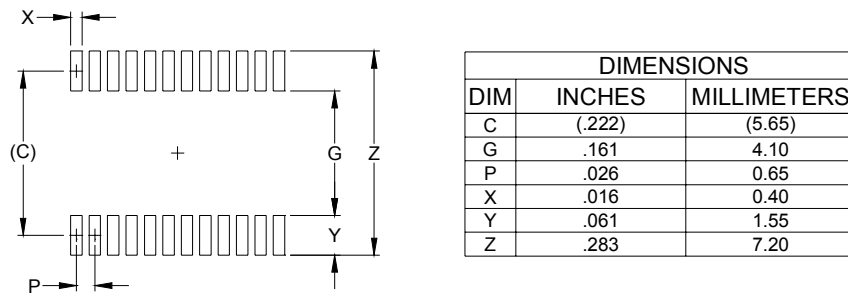 X
(C)
G
Z
Y
P
DIMENSIONS
DIM INCHES MILLIMETERS
C (.222) (5.65)
G .161 4.10
P .026 0.65
X .016 0.40
Y .061 1.55
Z .283 7.20